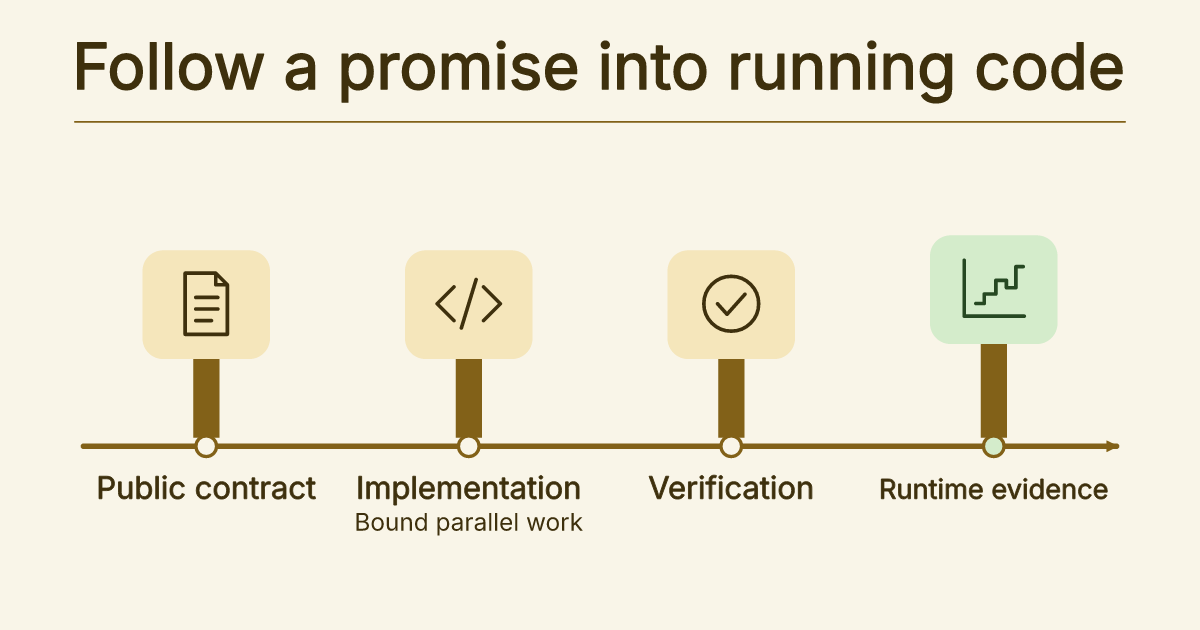 Follow a promise into running code
Public contract
Implementation
Bound parallel work
Verification
Runtime evidence